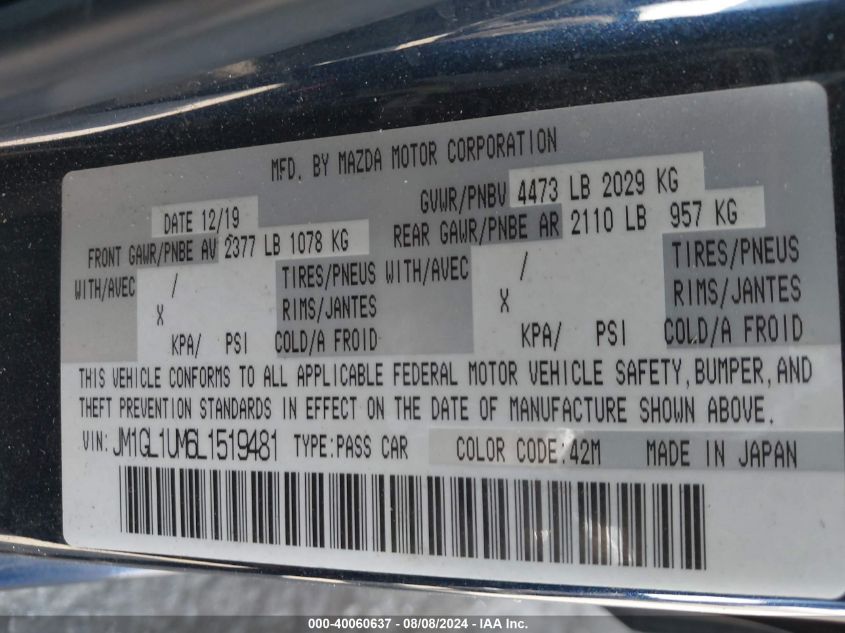 MFD. BY MAZDA MOTOR CORPORATION
DATE 12/19 GVWR/PNBV 4473 LB 2029 KG
FRONT GAWR/PNBE AV 2377 LB 1078 KG REAR GAWR/PNBE AR 2110 LB 957 KG
WITH/AVEC / TIRES/PNEUS WITH/AVEC / TIRES/PNEUS
X RIMS/JANTES X RIMS/JANTES
KPA/ PSI COLD/A FROID KPA/ PSI COLD/A FROID
THIS VEHICLE CONFORMS TO ALL APPLICABLE FEDERAL MOTOR VEHICLE SAFETY, BUMPER, AND
THEFT PREVENTION STANDARDS IN EFFECT ON THE DATE OF MANUFACTURE SHOWN ABOVE.
VIN: JM1GL1UM6L1519481 TYPE:PASS CAR COLOR CODE:42M MADE IN JAPAN
000-40060637 - 08/08/2024 - IAA Inc.